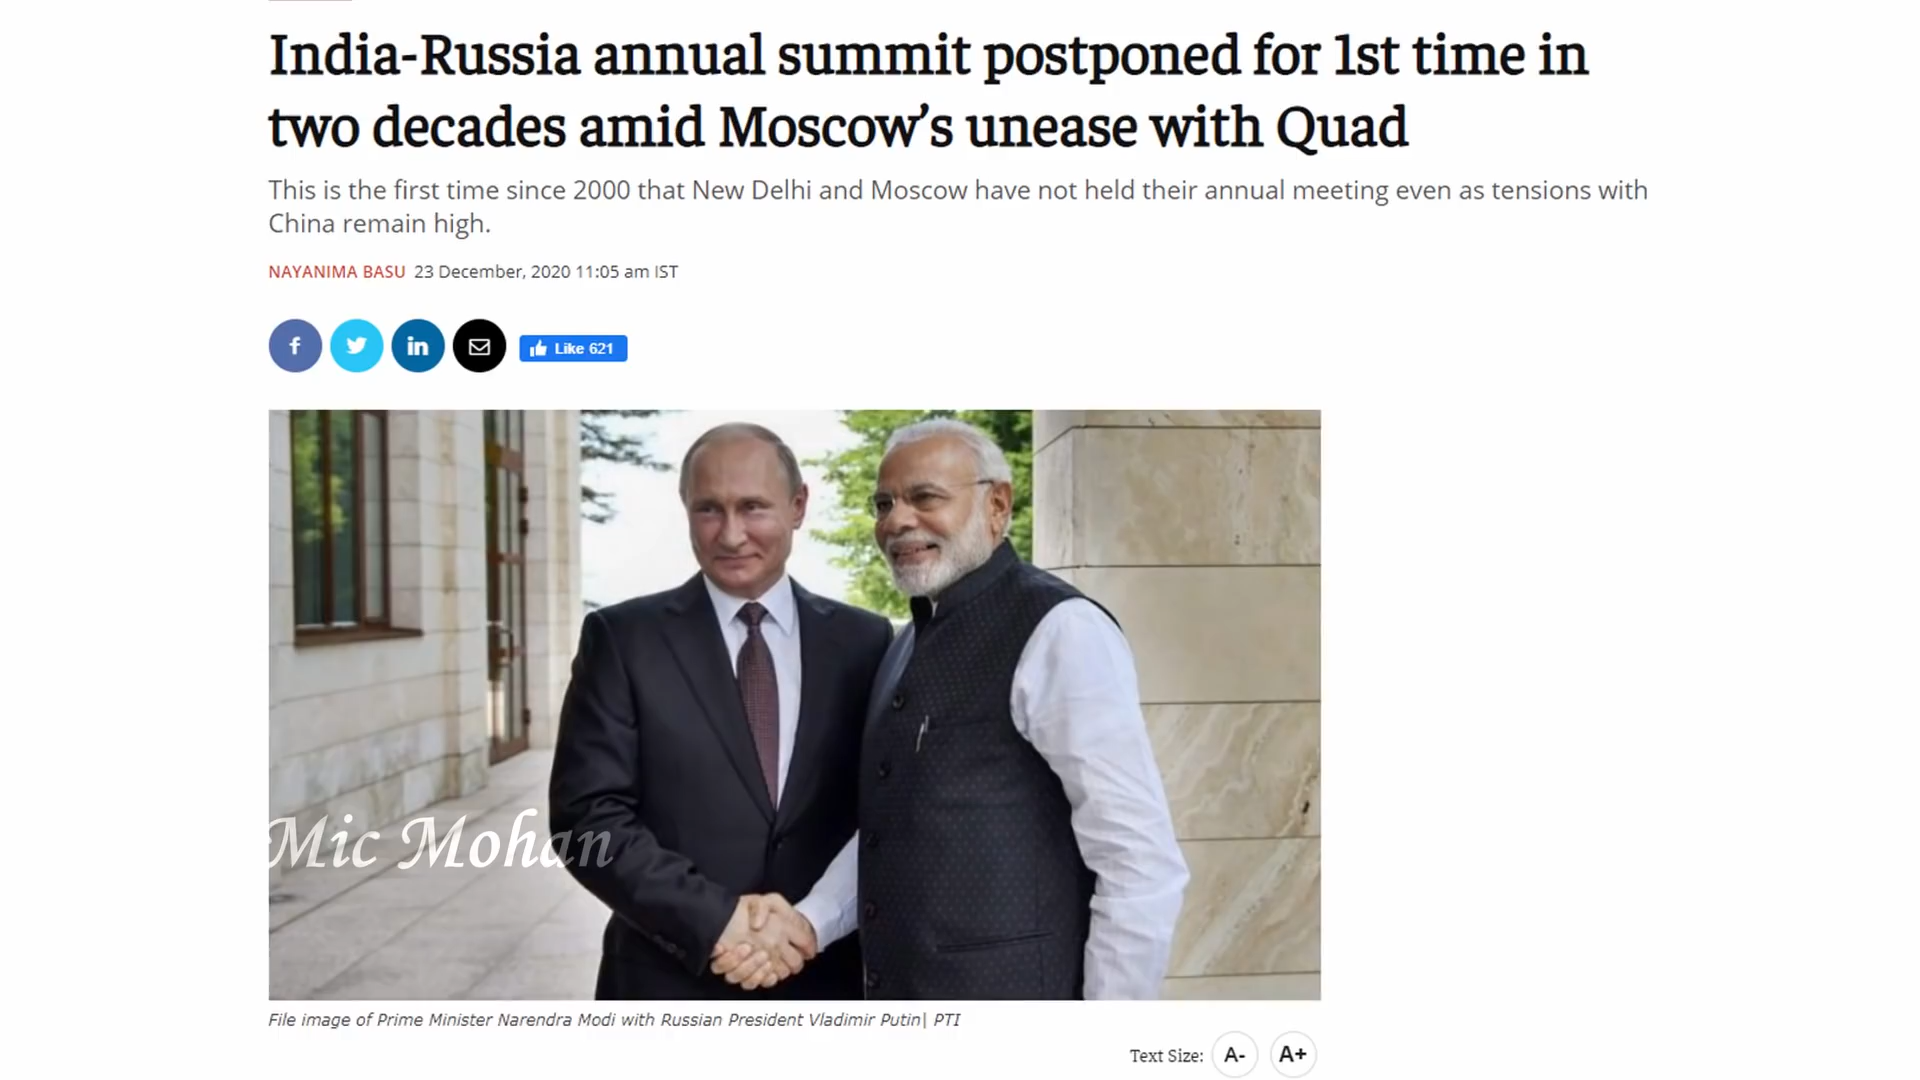 India-Russia annual summit postponed for 1st time in
two decades amid Moscow’s unease with Quad
This is the first time since 2000 that New Delhi and Moscow have not held their annual meeting even as tensions with
China remain high.
NAYANIMA BASU 23 December, 2020 11:05 am IST
f in Like 621
Mic Mohan
File image of Prime Minister Narendra Modi with Russian President Vladimir Putin| PTI
Text Size: A- A+